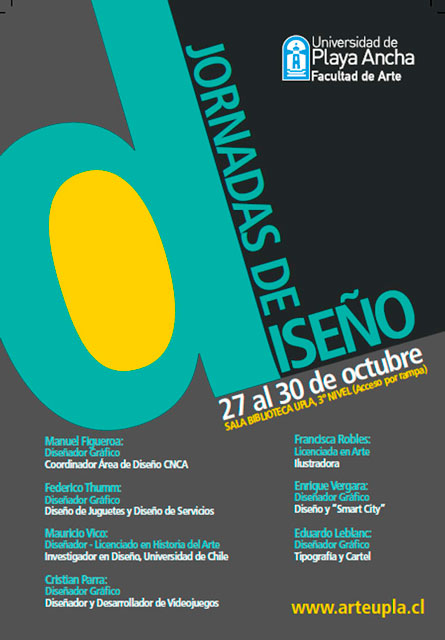 Universidad de
Playa Ancha
Facultad de Arte
JORNADAS DE
dISEÑO
27 al 30 de octubre
SALA BIBLIOTECA UPLA, 3º NIVEL (Acceso por rampa)
Manuel Figueroa:
Diseñador Gráfico
Coordinador Área de Diseño CNCA
Federico Thumm:
Diseñador Gráfico
Diseño de Juguetes y Diseño de Servicios
Mauricio Vico:
Diseñador - Licenciado en Historia del Arte
Investigador en Diseño, Universidad de Chile
Cristian Parra:
Diseñador Gráfico
Diseñador y Desarrollador de Videojuegos
Francisca Robles:
Licenciada en Arte
Ilustradora
Enrique Vergara:
Diseñador Gráfico
Diseño y "Smart City"
Eduardo Leblanc:
Diseñador Gráfico
Tipografía y Cartel
www.arteupla.cl